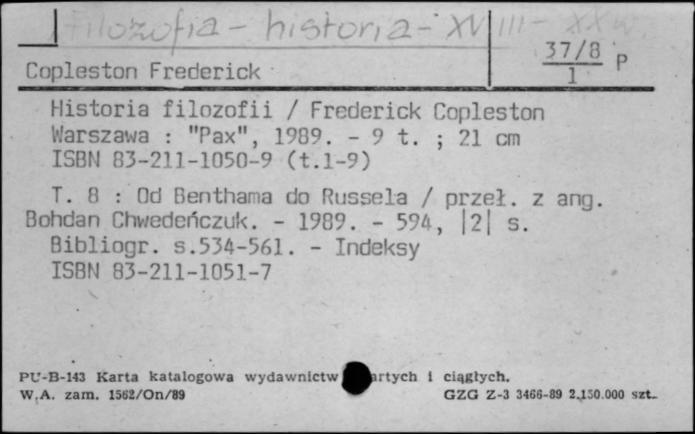 filozofia - historia - XVIII - XX w.
37/8 P
1
Copleston Frederick
Historia filozofii / Frederick Copleston
Warszawa : "Pax", 1989. - 9 t. ; 21 cm
ISBN 83-211-1050-9 (t.1-9)
T. 8 : Od Benthama do Russela / przeł. z ang.
Bohdan Chwedeńczuk. - 1989. - 594, |2| s.
Bibliogr. s.534-561. - Indeksy
ISBN 83-211-1051-7
PU-B-143 Karta katalogowa wydawnictw artych i ciągłych.
W.A. zam. 1562/On/89 GZG Z-3 3466-89 2.150.000 szt.